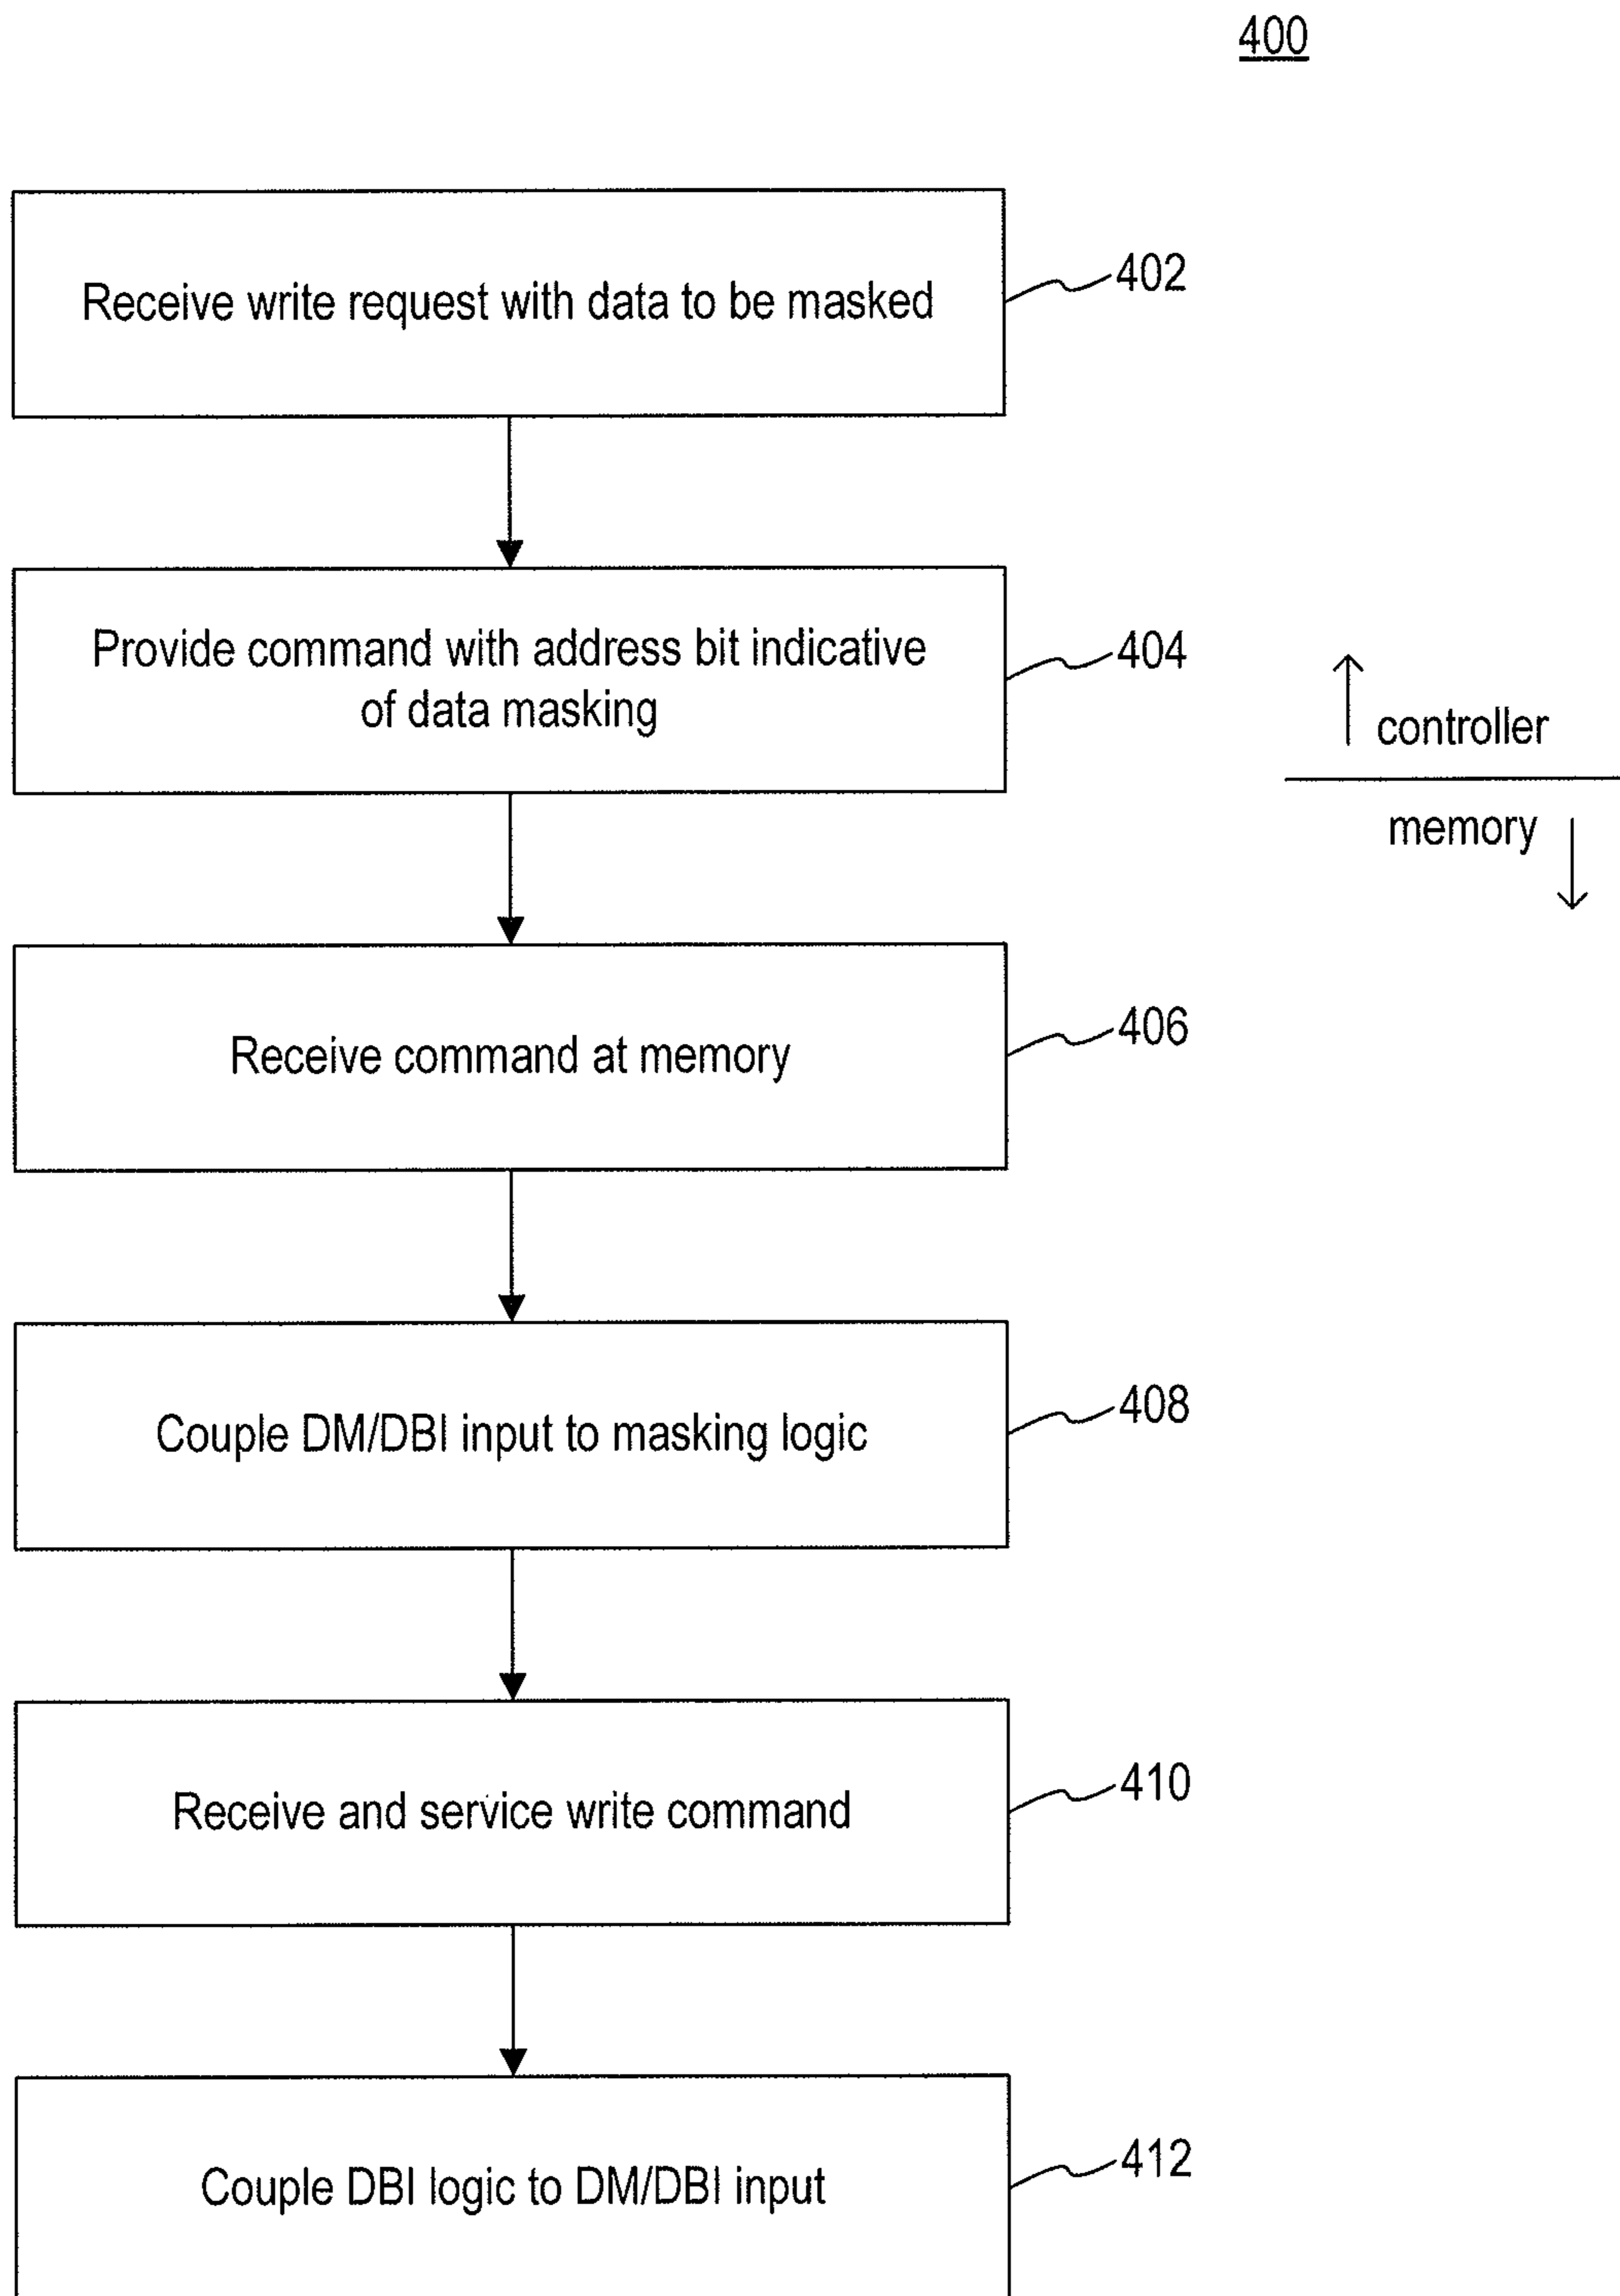 400
Receive write request with data to be masked
402
Provide command with address bit indicative
of data masking
404
controller
memory
Receive command at memory
406
Couple DM/DBI input to masking logic
408
Receive and service write command
410
Couple DBI logic to DM/DBI input
412